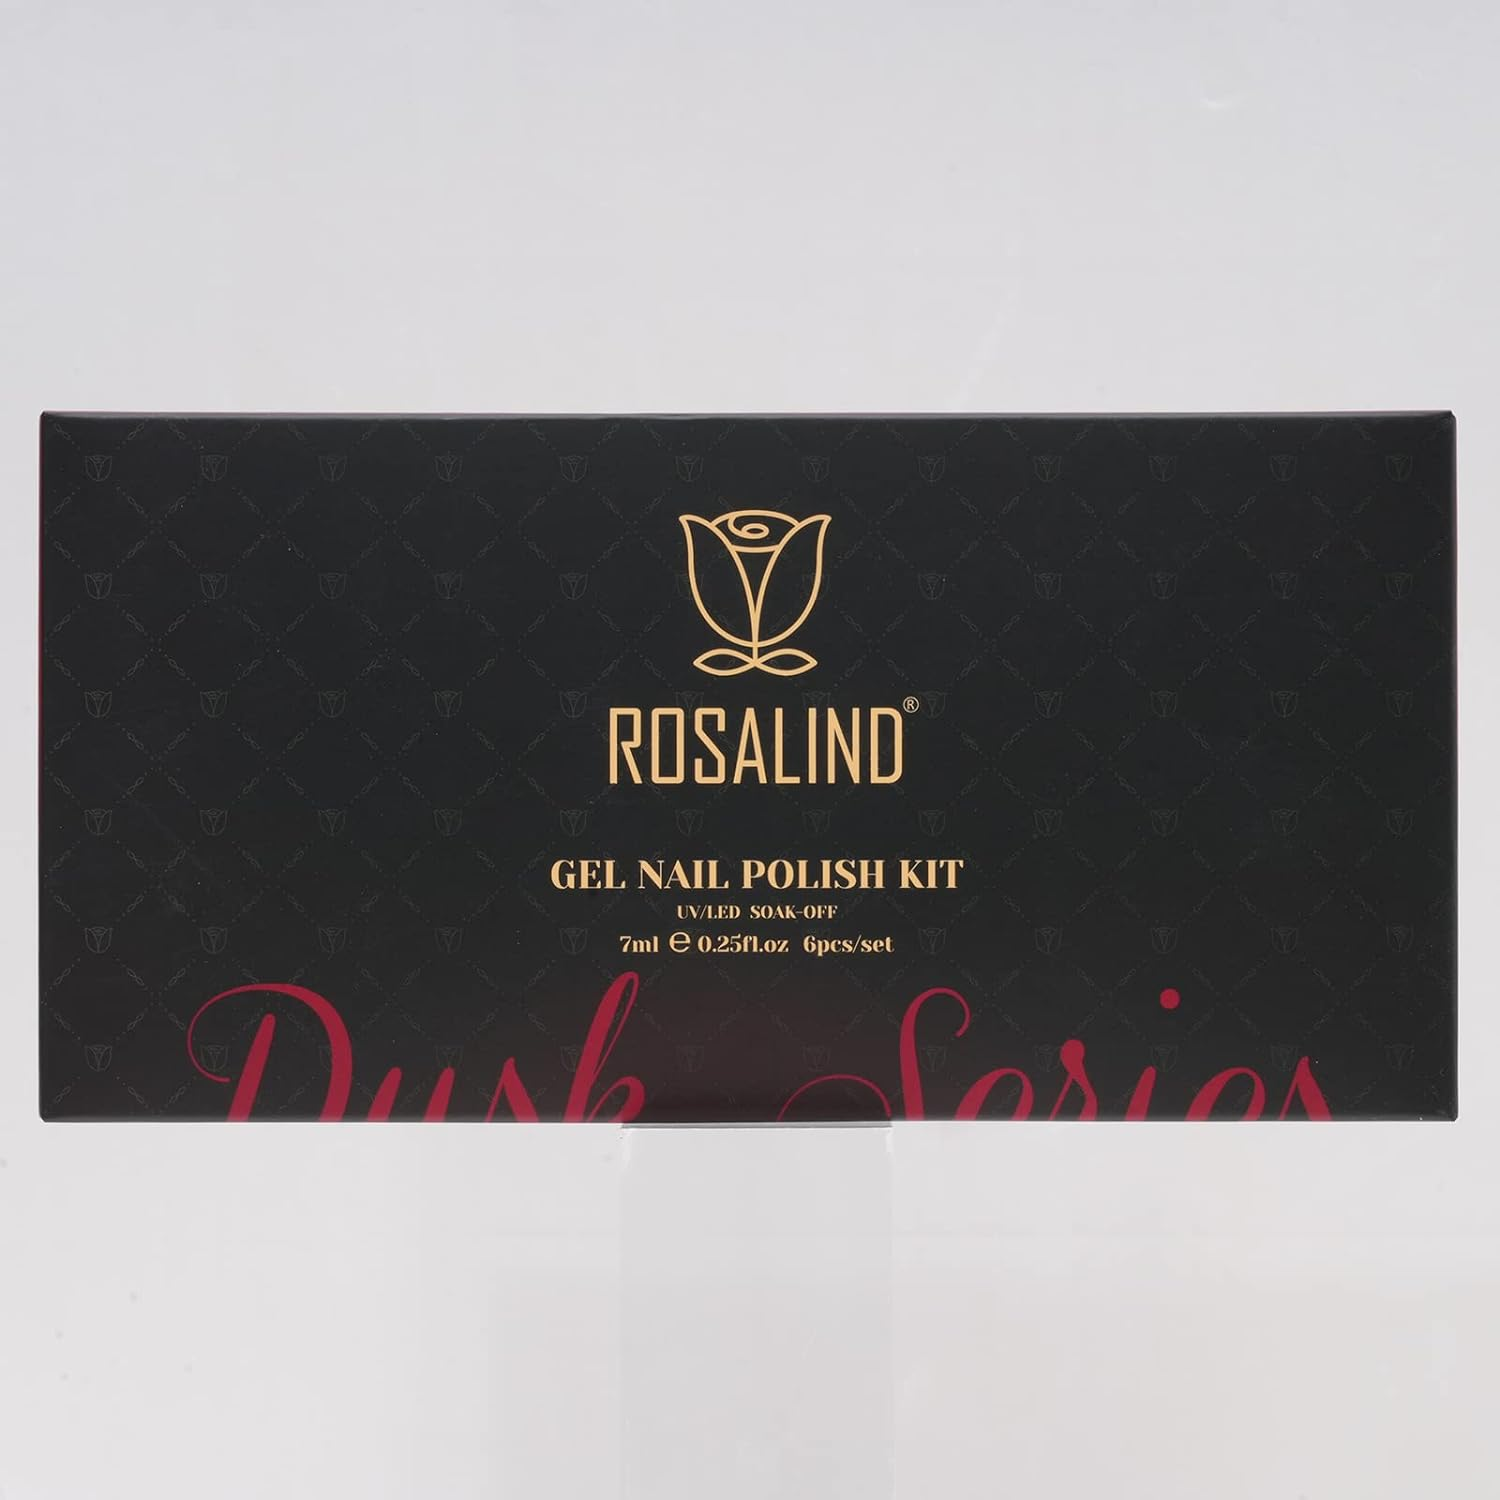 ROSALIND®
GEL NAIL POLISH KIT
UV/LED SOAK-OFF
7ml ℮ 0.25fl.oz 6pcs/set
Dusk Series